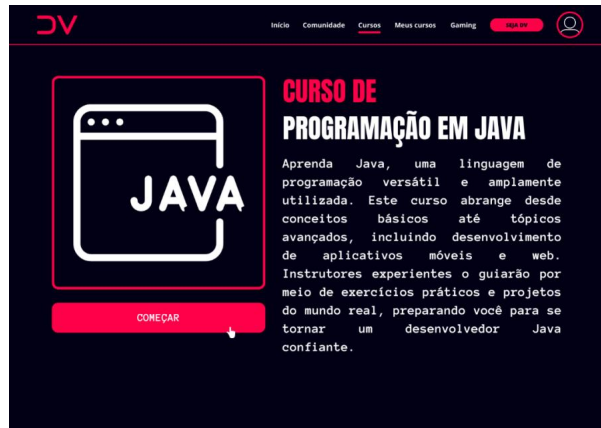 DV
Início Comunidade Cursos Meus cursos Gaming SEJA DV
JAVA
COMEÇAR
CURSO DE
PROGRAMAÇÃO EM JAVA
Aprenda Java, uma linguagem de
programação versátil e amplamente
utilizada. Este curso abrange desde
conceitos básicos até tópicos
avançados, incluindo desenvolvimento
de aplicativos móveis e web.
Instrutores experientes o guiarão por
meio de exercícios práticos e projetos
do mundo real, preparando você para se
tornar um desenvolvedor Java
confiante.